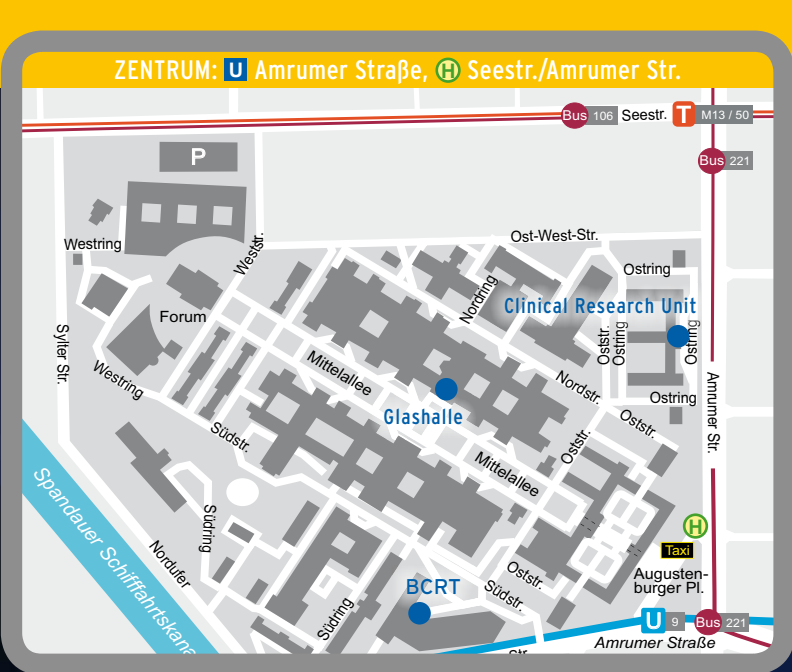 ZENTRUM: U Amrumer Straße, H Seestr./Amrumer Str.
Bus 106 Seestr. T M13 / 50
P
Bus 221
Westring
Weststr.
Ost-West-Str.
Ostring
Nordring
Clinical Research Unit
Forum
Oststr.
Ostring
Ostring
Sylter Str.
Westring
Mittelallee
Nordstr.
Ostring
Amrumer Str.
Glashalle
Oststr.
Südstr.
Oststr.
Mittelallee
Spandauer Schifffahrtskana
Südring
H
Nordufer
Taxi
Augusten-
burger Pl.
Oststr.
BCRT
Südstr.
Südring
U 9 Bus 221
Amrumer Straße
Str.